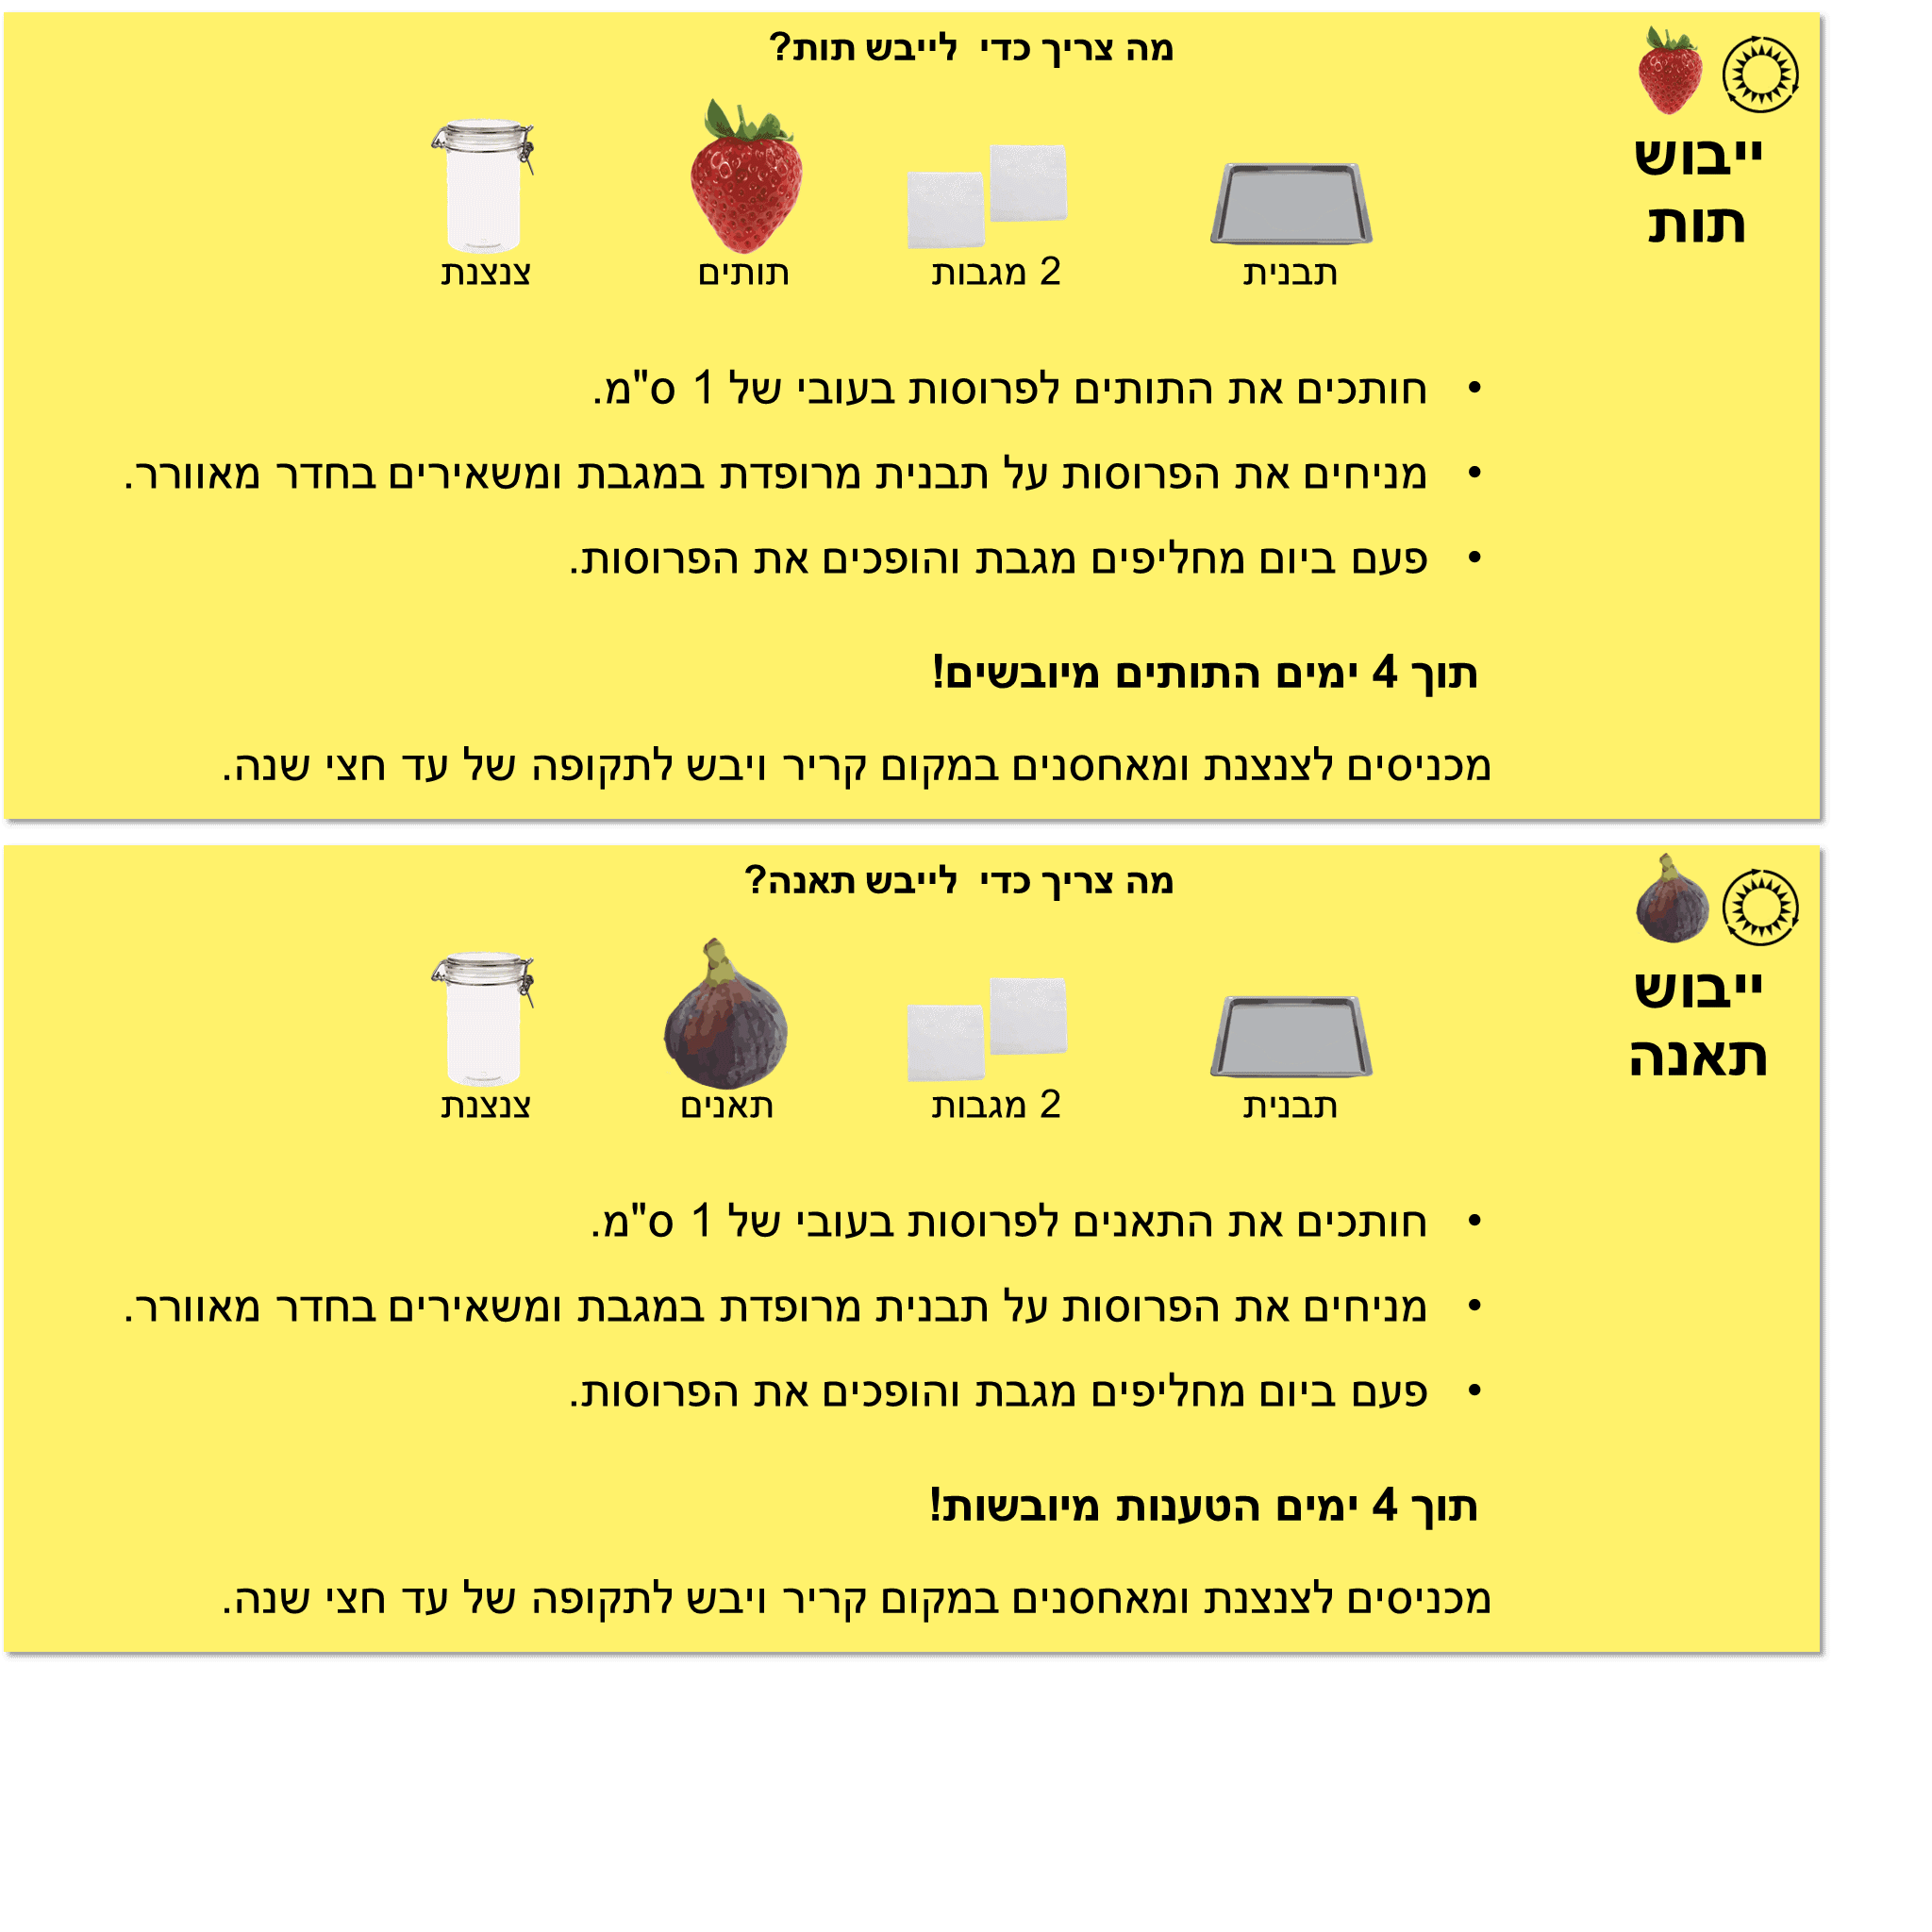 מה צריך כדי  לייבש תות?
ייבוש
תות
תבנית
2 מגבות
תותים
צנצנת
• חותכים את התותים לפרוסות בעובי של 1 ס"מ.
• מניחים את הפרוסות על תבנית מרופדת במגבת ומשאירים בחדר מאוורר.
• פעם ביום מחליפים מגבת והופכים את הפרוסות.
תוך 4 ימים התותים מיובשים!
מכניסים לצנצנת ומאחסנים במקום קריר ויבש לתקופה של עד חצי שנה.
מה צריך כדי  לייבש תאנה?
ייבוש
תאנה
תבנית
2 מגבות
תאנים
צנצנת
• חותכים את התאנים לפרוסות בעובי של 1 ס"מ.
• מניחים את הפרוסות על תבנית מרופדת במגבת ומשאירים בחדר מאוורר.
• פעם ביום מחליפים מגבת והופכים את הפרוסות.
תוך 4 ימים הטענות מיובשות!
מכניסים לצנצנת ומאחסנים במקום קריר ויבש לתקופה של עד חצי שנה.